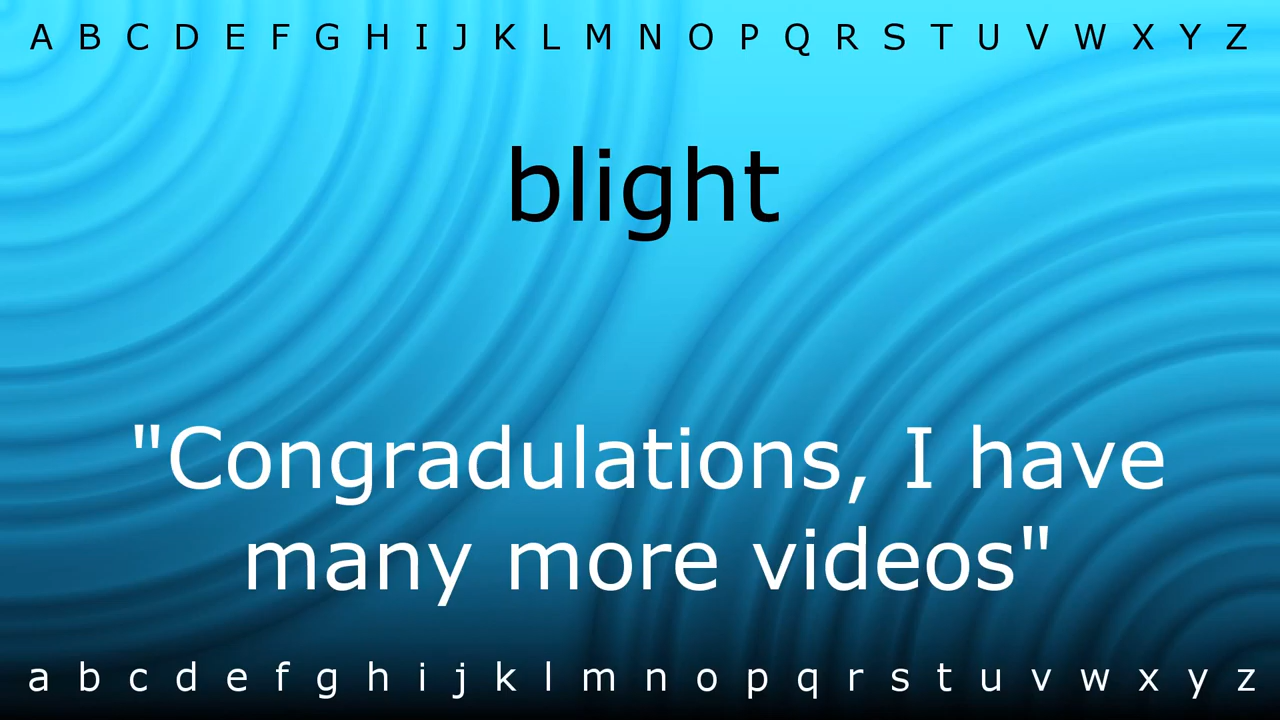 A B C D E F G H I J K L M N O P Q R S T U V W X Y Z
blight
"Congradulations, I have
many more videos"
a b c d e f g h i j k l m n o p q r s t u v w x y z